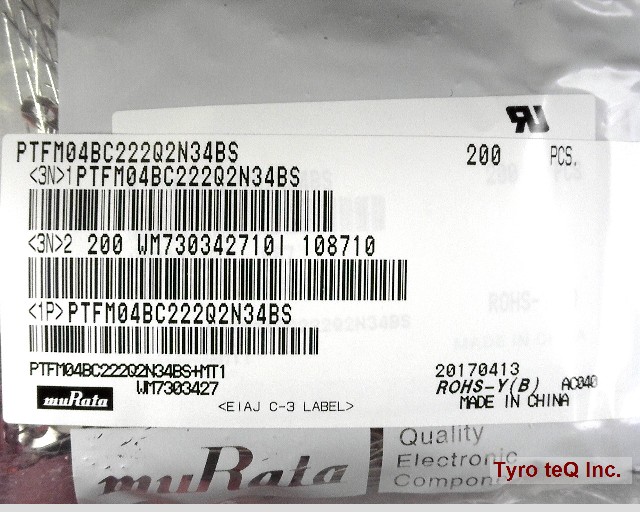 PTFM04BC222Q2N34BS 200 PCS.
<3N>1PTFM04BC222Q2N34BS
<3N>2 200 WM730342710I 108710
<1P>PTFM04BC222Q2N34BS
PTFM04BC222Q2N34BS+MT1 20170413
WM7303427 ROHS-Y(B) AC040
muRata <EIAJ C-3 LABEL> MADE IN CHINA
muRata
Quality
Electronic
Compon
Tyro teQ Inc.